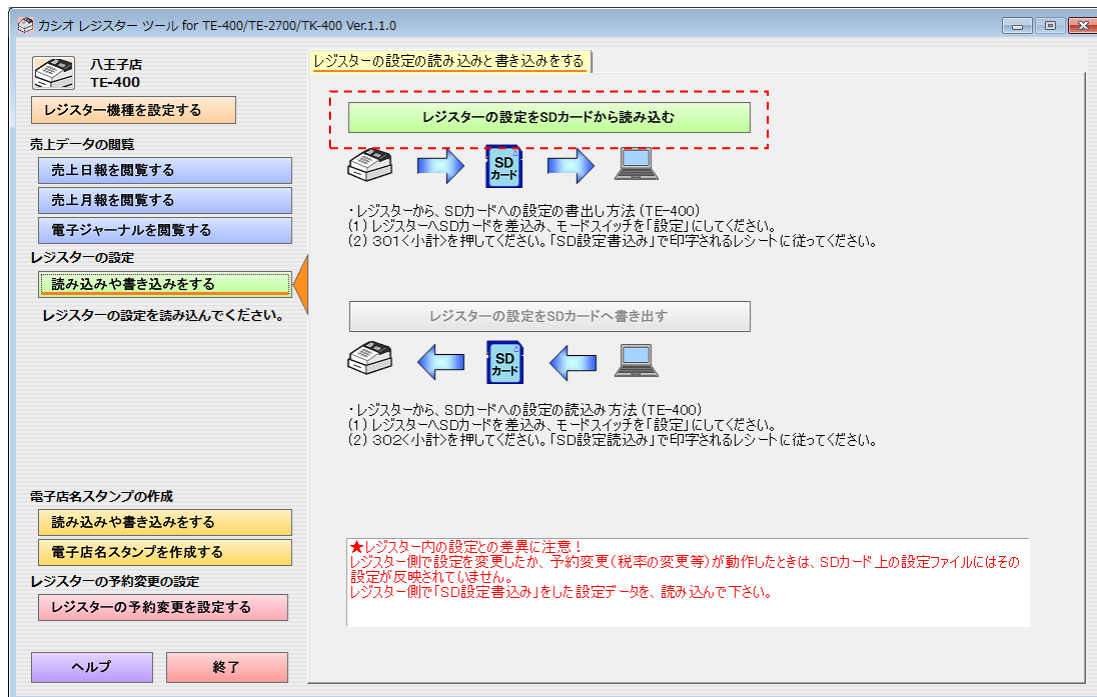 カシオ レジスター ツール for TE-400/TE-2700/TK-400 Ver.1.1.0
八王子店
TE-400
レジスター機種を設定する
売上データの閲覧
売上日報を閲覧する
売上月報を閲覧する
電子ジャーナルを閲覧する
レジスターの設定
読み込みや書き込みをする
レジスターの設定を読み込んでください。
電子店名スタンプの作成
読み込みや書き込みをする
電子店名スタンプを作成する
レジスターの予約変更の設定
レジスターの予約変更を設定する
ヘルプ
終了
レジスターの設定の読み込みと書き込みをする
レジスターの設定をSDカードから読み込む
SD
カード
・レジスターから、SDカードへの設定の書出し方法(TE-400)
(1) レジスターへSDカードを差込み、モードスイッチを「設定」にしてください。
(2) 301<小計>を押してください。「SD設定書込み」で印字されるレシートに従ってください。
レジスターの設定をSDカードへ書き出す
SD
カード
・レジスターから、SDカードへの設定の読込み方法(TE-400)
(1) レジスターへSDカードを差込み、モードスイッチを「設定」にしてください。
(2) 302<小計>を押してください。「SD設定読込み」で印字されるレシートに従ってください。
★レジスター内の設定との差異に注意！
レジスター側で設定を変更したか、予約変更(税率の変更等)が動作したときは、SDカード上の設定ファイルにはその
設定が反映されていません。
レジスター側で「SD設定書込み」をした設定データを、読み込んで下さい。